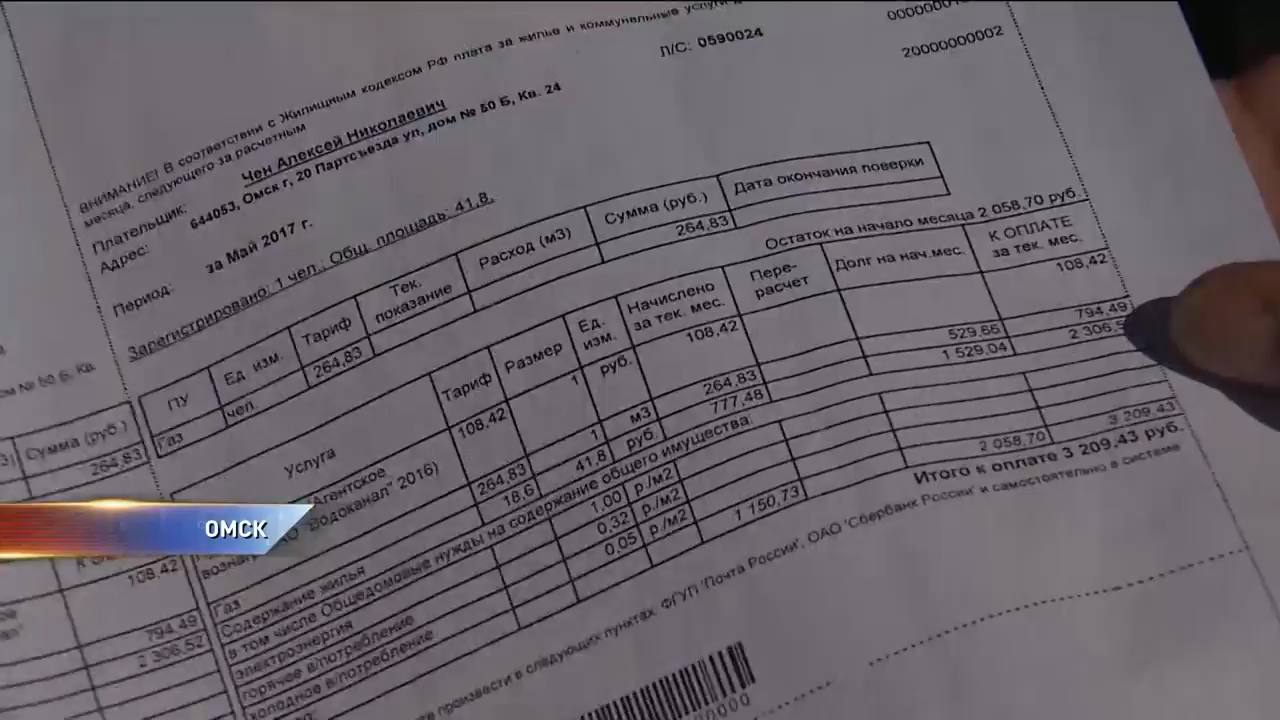 ВНИМАНИЕ! В соответствии с Жилищным кодексом РФ плата за жилье и коммунальные услуги
месяца, следующего за расчетным
Л/С: 0590024
20000000002
Плательщик: Чен Алексей Николаевич
Адрес: 644053, Омск г, 20 Партсъезда ул, дом № 50 Б, Кв. 24
Период: за Май 2017 г.
Зарегистрировано: 1 чел.; Общ. площадь: 41,8.
ПУ Ед. изм. Тариф Тек. показание Расход (м3) Сумма (руб.) Дата окончания поверки
Газ чел. 264,83 264,83
Остаток на начало месяца 2 058,70 руб.
Услуга Тариф Размер Ед. изм. Начислено за тек. мес. Пере-расчет Долг на нач.мес. К ОПЛАТЕ за тек. мес.
(Агентское
"Водоканал" 2016) 108,42 1 руб. 108,42 108,42
Газ 264,83 1 м3 264,83 529,66 794,49
Содержание жилья 18,6 41,8 руб. 777,48 1 529,04 2 306,5
в том числе Общедомовые нужды на содержание общего имущества:
электроэнергия 1,00 р./м2
горячее в/потребление 0,32 р./м2
холодное в/потребление 0,05 р./м2
1 150,73 2 058,70 3 209,43
Итого к оплате 3 209,43 руб.
произвести в следующих пунктах: ФГУП 'Почта России', ОАО 'Сбербанк России' и самостоятельно в системе
ом № 50 Б, Кв.
Сумма (руб.)
264,83
108,42
794,49
2 306,52
ОМСК